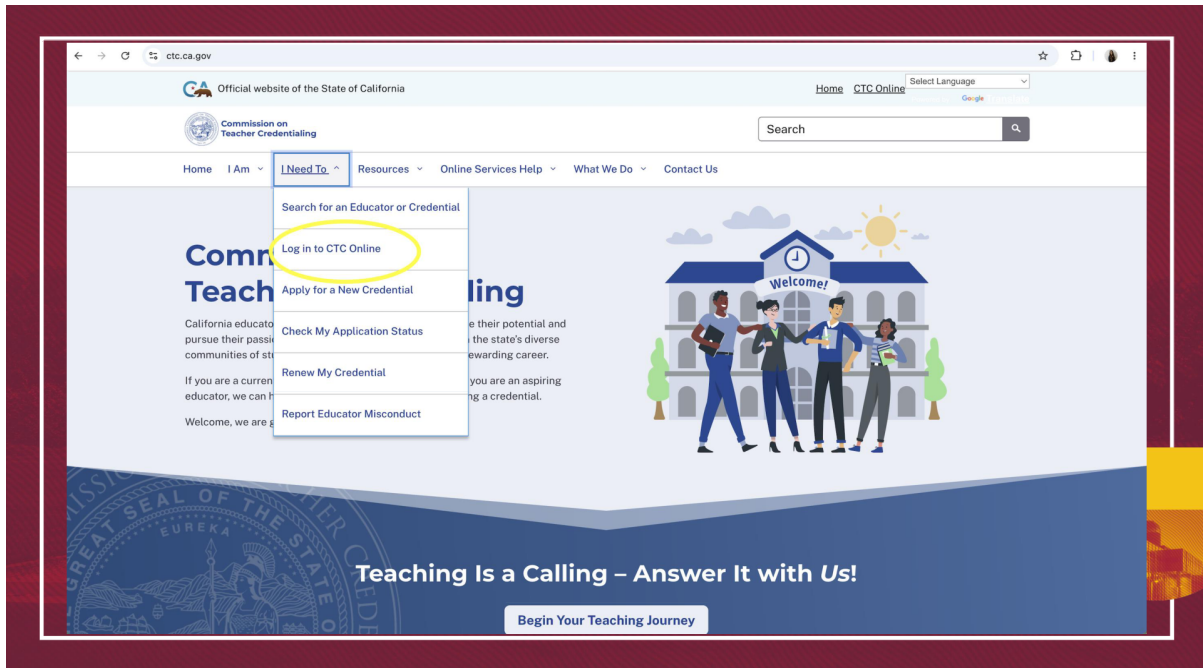 ctc.ca.gov
CA Official website of the State of California
Home CTC Online Select Language
Google
Commission on
Teacher Credentialing
Search
Home I Am I Need To Resources Online Services Help What We Do Contact Us
Search for an Educator or Credential
Log in to CTC Online
Apply for a New Credential
Check My Application Status
Renew My Credential
Report Educator Misconduct
Comm
Teach ling
California educato e their potential and
pursue their passi the state's diverse
communities of stu ewarding career.
If you are a curren you are an aspiring
educator, we can h ng a credential.
Welcome, we are g
Welcome!
SEAL OF THE STATE OF
EUREKA
Teaching Is a Calling – Answer It with Us!
Begin Your Teaching Journey